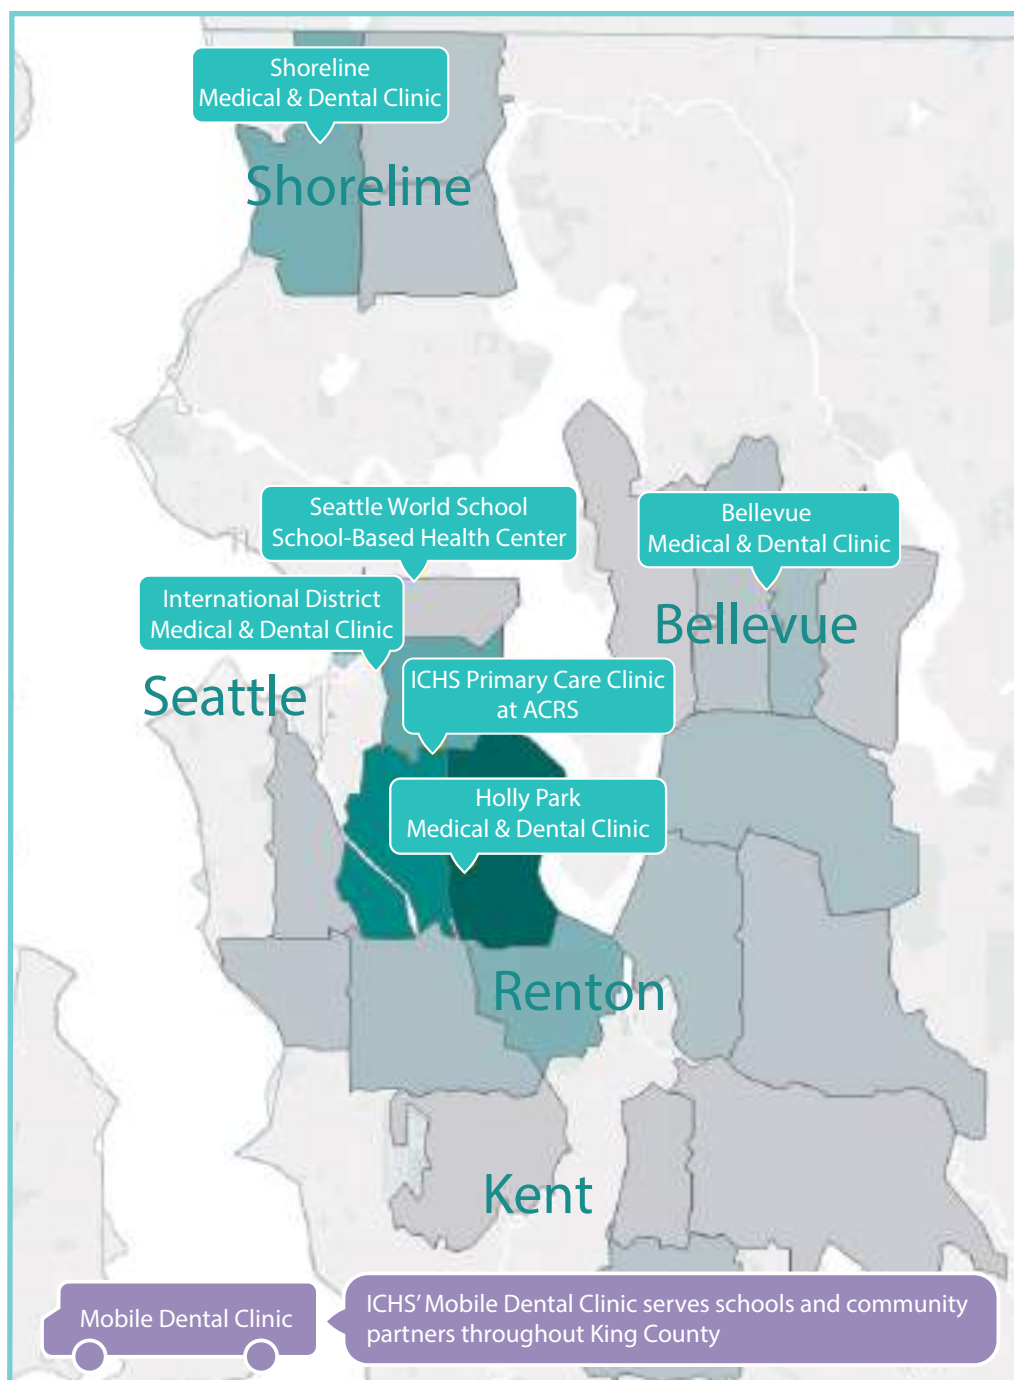 Shoreline
Medical & Dental Clinic
Shoreline
Seattle World School
School-Based Health Center
Bellevue
Medical & Dental Clinic
International District
Medical & Dental Clinic
Bellevue
Seattle
ICHS Primary Care Clinic
at ACRS
Holly Park
Medical & Dental Clinic
Renton
Kent
Mobile Dental Clinic
ICHS’ Mobile Dental Clinic serves schools and community
partners throughout King County